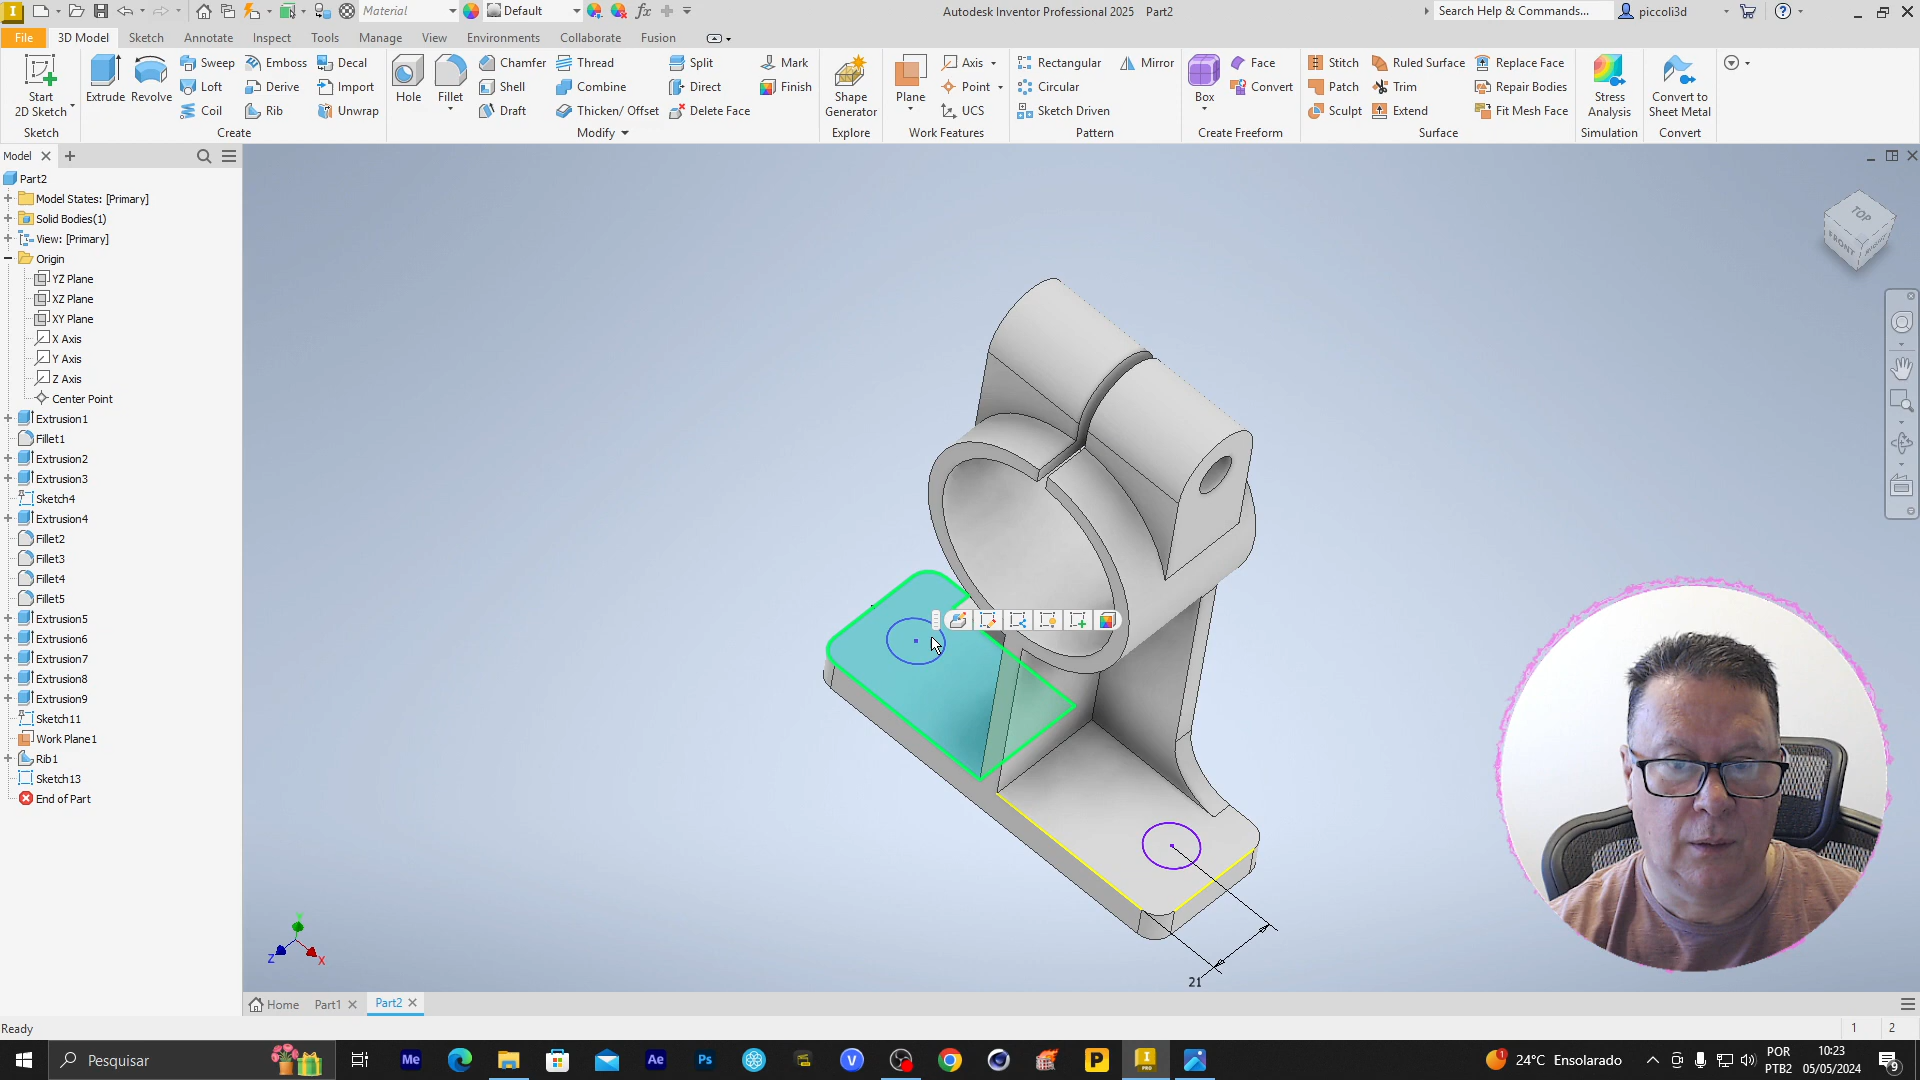 Material
Default
fx
Autodesk Inventor Professional 2025 Part2
Search Help & Commands...
piccoli3d
File
3D Model
Sketch
Annotate
Inspect
Tools
Manage
View
Environments
Collaborate
Fusion
Start
2D Sketch
Extrude
Revolve
Sweep
Emboss
Decal
Loft
Derive
Import
Coil
Rib
Unwrap
Hole
Fillet
Chamfer
Thread
Split
Shell
Combine
Direct
Draft
Thicken/ Offset
Delete Face
Mark
Finish
Shape
Generator
Plane
Axis
Point
UCS
Rectangular
Mirror
Circular
Sketch Driven
Box
Face
Convert
Stitch
Ruled Surface
Replace Face
Patch
Trim
Repair Bodies
Sculpt
Extend
Fit Mesh Face
Stress
Analysis
Convert to
Sheet Metal
Sketch
Create
Modify
Explore
Work Features
Pattern
Create Freeform
Surface
Simulation
Convert
Model
Part2
Model States: [Primary]
Solid Bodies(1)
View: [Primary]
Origin
YZ Plane
XZ Plane
XY Plane
X Axis
Y Axis
Z Axis
Center Point
Extrusion1
Fillet1
Extrusion2
Extrusion3
Sketch4
Extrusion4
Fillet2
Fillet3
Fillet4
Fillet5
Extrusion5
Extrusion6
Extrusion7
Extrusion8
Extrusion9
Sketch11
Work Plane1
Rib1
Sketch13
End of Part
TOP
FRONT
21
Y
Z
X
Home
Part1
Part2
Ready
1
2
Pesquisar
Me
Ae
Ps
V
P
I
PRO
1
24°C Ensolarado
POR
PTB2
10:23
05/05/2024
9